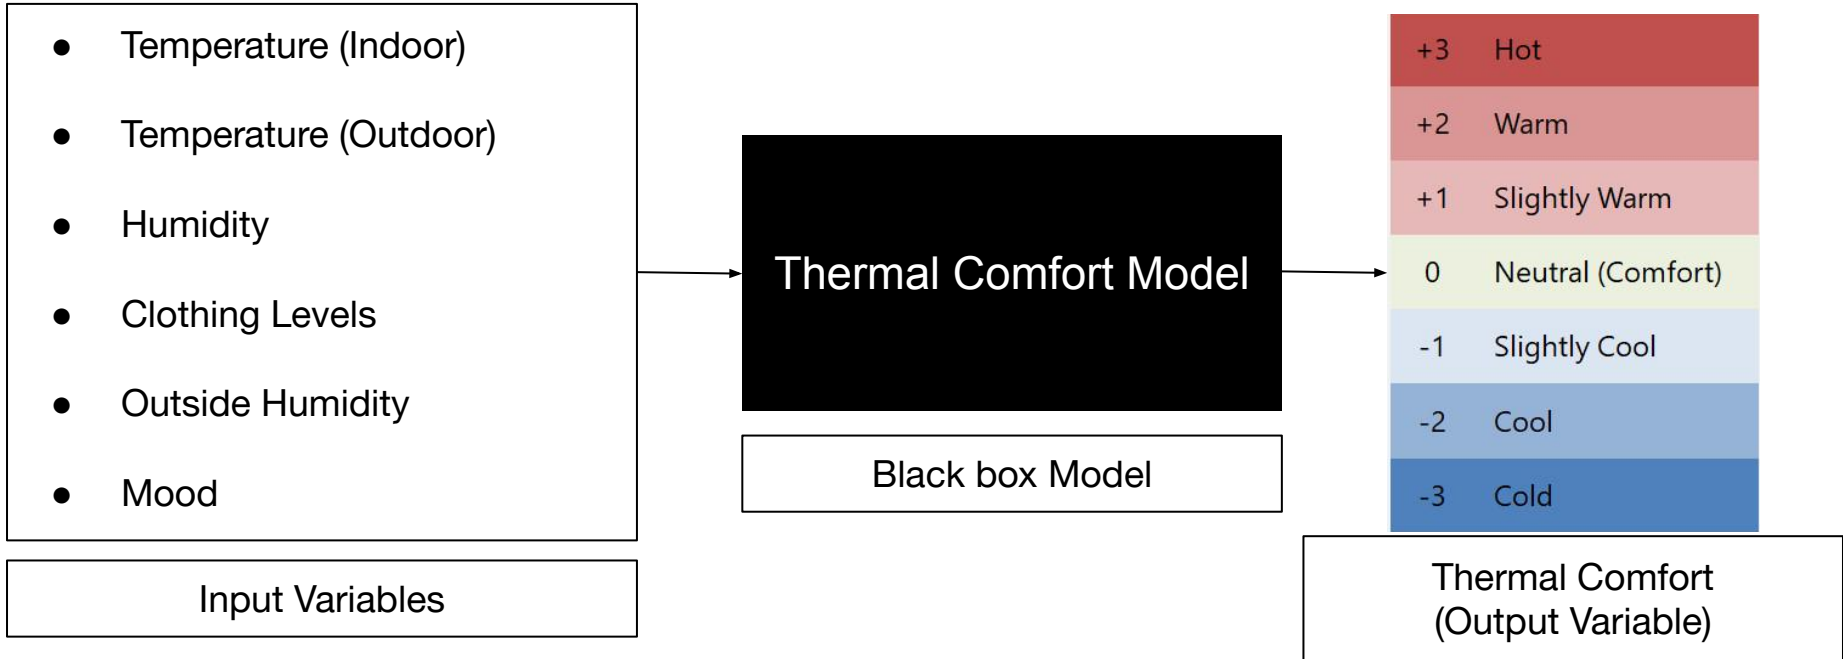 ● Temperature (Indoor)
● Temperature (Outdoor)
● Humidity
● Clothing Levels
● Outside Humidity
● Mood
Input Variables
Thermal Comfort Model
Black box Model
+3 Hot
+2 Warm
+1 Slightly Warm
0 Neutral (Comfort)
-1 Slightly Cool
-2 Cool
-3 Cold
Thermal Comfort
(Output Variable)